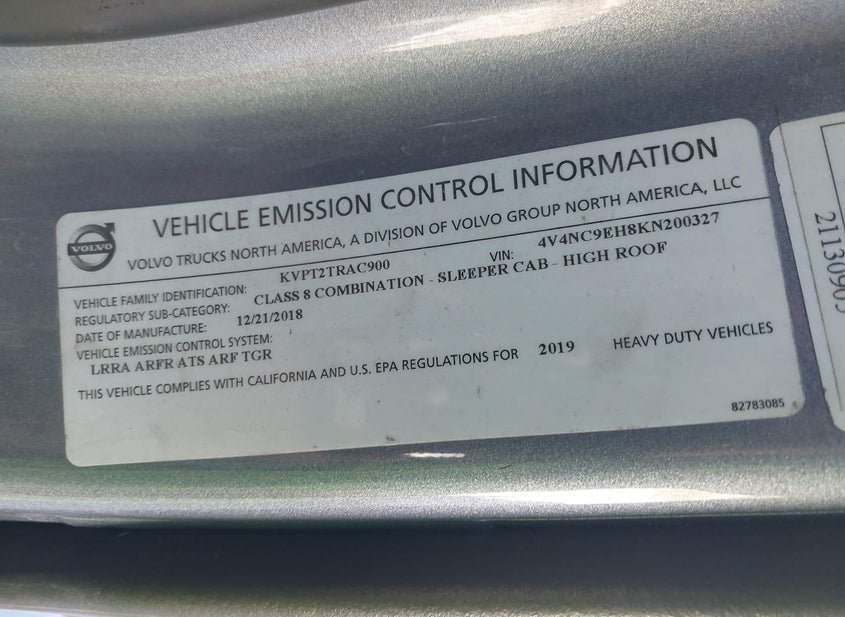 VOLVO
VEHICLE EMISSION CONTROL INFORMATION
VOLVO TRUCKS NORTH AMERICA, A DIVISION OF VOLVO GROUP NORTH AMERICA, LLC
VEHICLE FAMILY IDENTIFICATION: KVPT2TRAC900 VIN: 4V4NC9EH8KN200327
REGULATORY SUB-CATEGORY: CLASS 8 COMBINATION - SLEEPER CAB - HIGH ROOF
DATE OF MANUFACTURE: 12/21/2018
VEHICLE EMISSION CONTROL SYSTEM:
LRRA ARFR ATS ARF TGR
THIS VEHICLE COMPLIES WITH CALIFORNIA AND U.S. EPA REGULATIONS FOR 2019 HEAVY DUTY VEHICLES
82783085